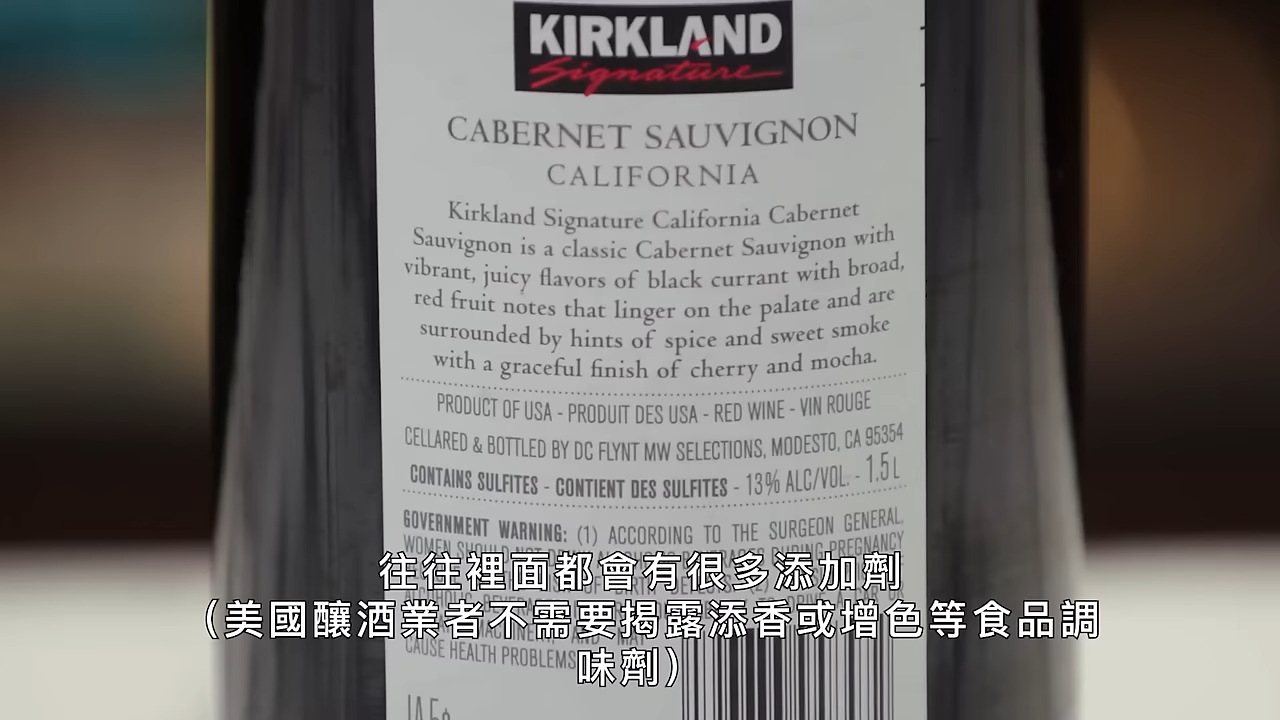 KIRKLAND
Signature
CABERNET SAUVIGNON
CALIFORNIA
Kirkland Signature California Cabernet
Sauvignon is a classic Cabernet Sauvignon with
vibrant, juicy flavors of black currant with broad,
red fruit notes that linger on the palate and are
surrounded by hints of spice and sweet smoke
with a graceful finish of cherry and mocha.
PRODUCT OF USA - PRODUIT DES USA - RED WINE - VIN ROUGE
CELLARED & BOTTLED BY DC FLYNT MW SELECTIONS, MODESTO, CA 95354
CONTAINS SULFITES - CONTIENT DES SULFITES - 13% ALC/VOL. - 1.5 L
GOVERNMENT WARNING: (1) ACCORDING TO THE SURGEON GENERAL,
WOMEN SHOULD NOT DURING PREGNANCY
CAUSE HEALTH PROBLEMS
往往裡面都會有很多添加劑
（美國釀酒業者不需要揭露添香或增色等食品調
味劑）